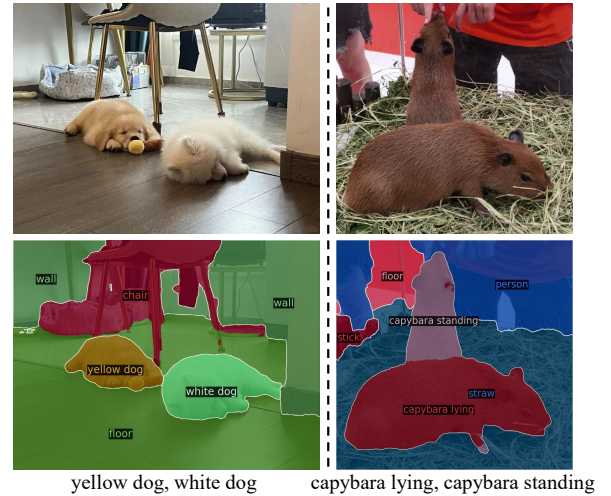 wall
chair
wall
yellow dog
white dog
floor
yellow dog, white dog
floor
person
capybara standing
stick
straw
capybara lying
capybara lying, capybara standing